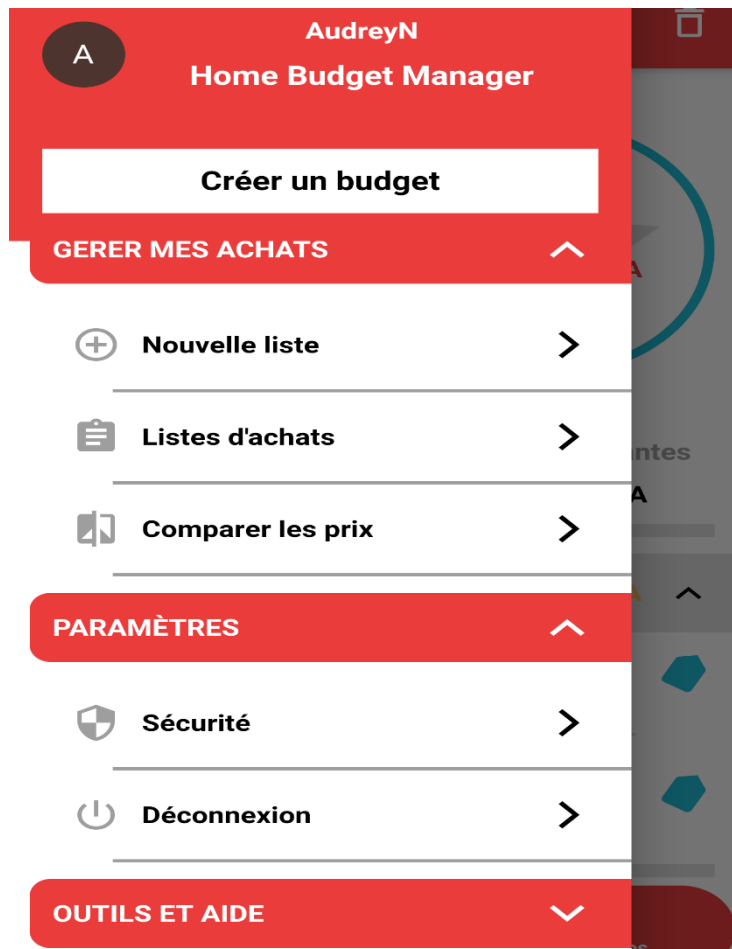 AudreyN
A
Home Budget Manager
Créer un budget
GERER MES ACHATS
A
Nouvelle liste
Listes d'achats
ntes
A
Comparer les prix
PARAMÈTRES
Sécurité
Déconnexion
OUTILS ET AIDE